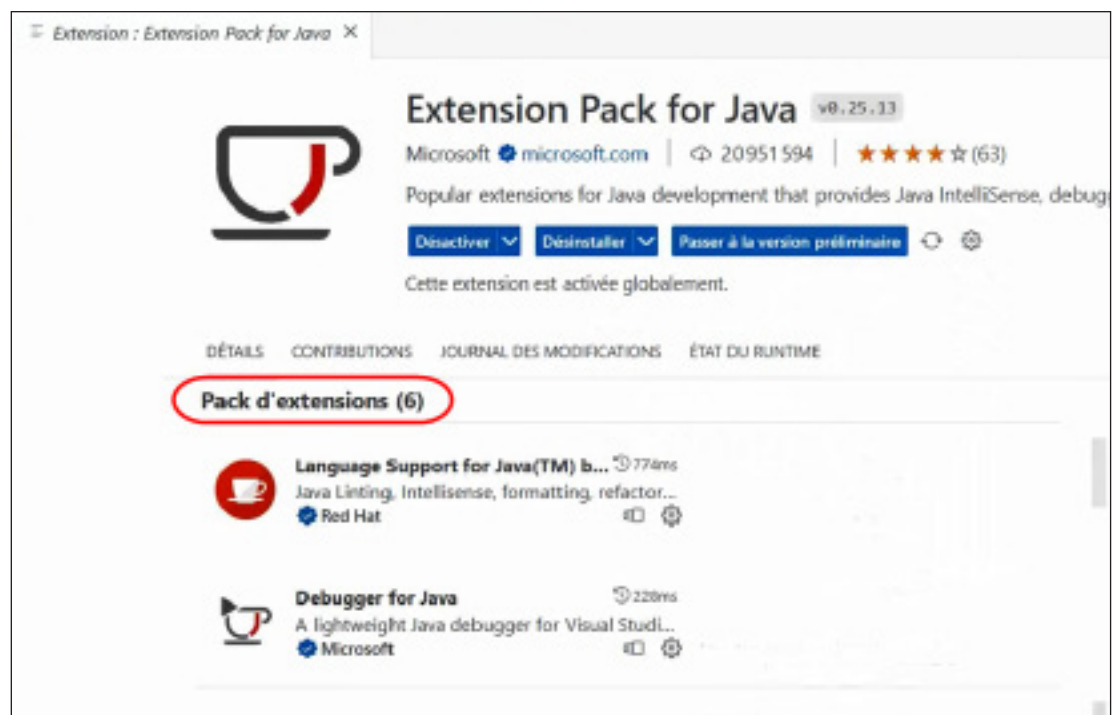 Extension : Extension Pack for Java
Extension Pack for Java v0.25.13
Microsoft microsoft.com 20951594 (63)
Popular extensions for Java development that provides Java IntelliSense, debug
Désactiver Désinstaller Passer à la version préliminaire
Cette extension est activée globalement.
DÉTAILS CONTRIBUTIONS JOURNAL DES MODIFICATIONS ÉTAT DU RUNTIME
Pack d'extensions (6)
Language Support for Java(TM) b... 774ms
Java Linting, Intellisense, formatting, refactor...
Red Hat
Debugger for Java 228ms
A lightweight Java debugger for Visual Studi...
Microsoft